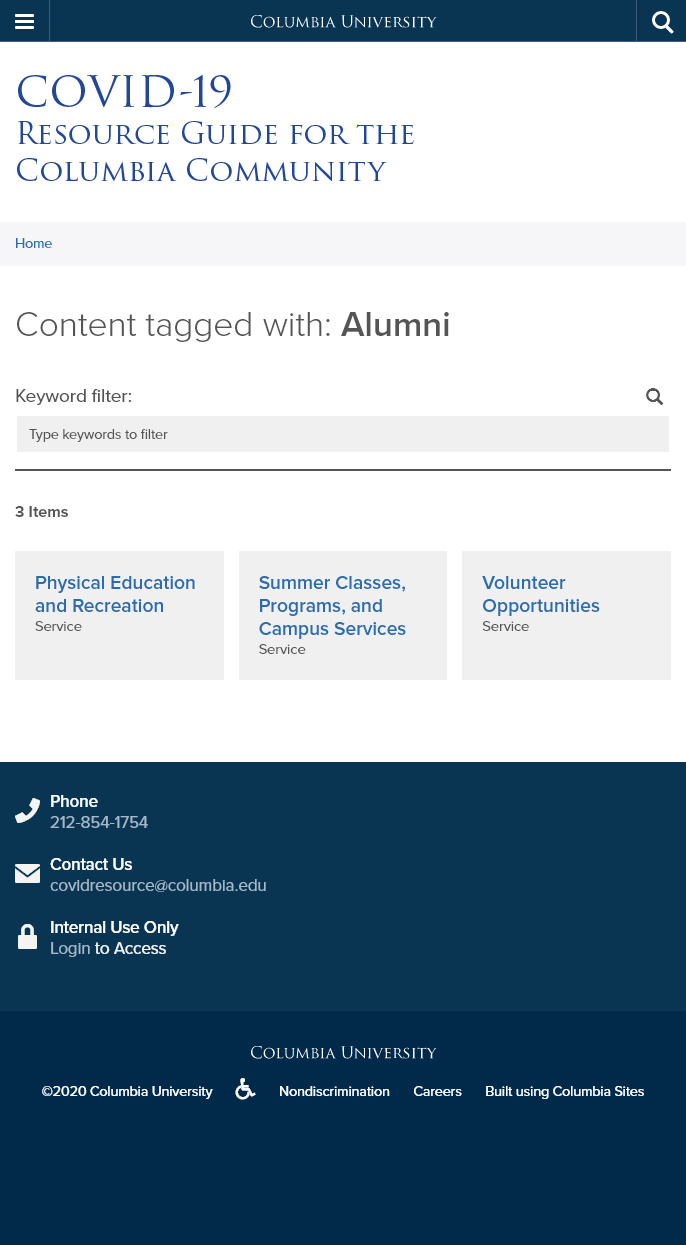 Columbia University
COVID-19
Resource Guide for the
Columbia Community
Home
Content tagged with: Alumni
Keyword filter:
Type keywords to filter
3 Items
Physical Education
and Recreation
Service
Summer Classes,
Programs, and
Campus Services
Service
Volunteer
Opportunities
Service
Phone
212-854-1754
Contact Us
covidresource@columbia.edu
Internal Use Only
Login to Access
Columbia University
©2020 Columbia University Nondiscrimination Careers Built using Columbia Sites